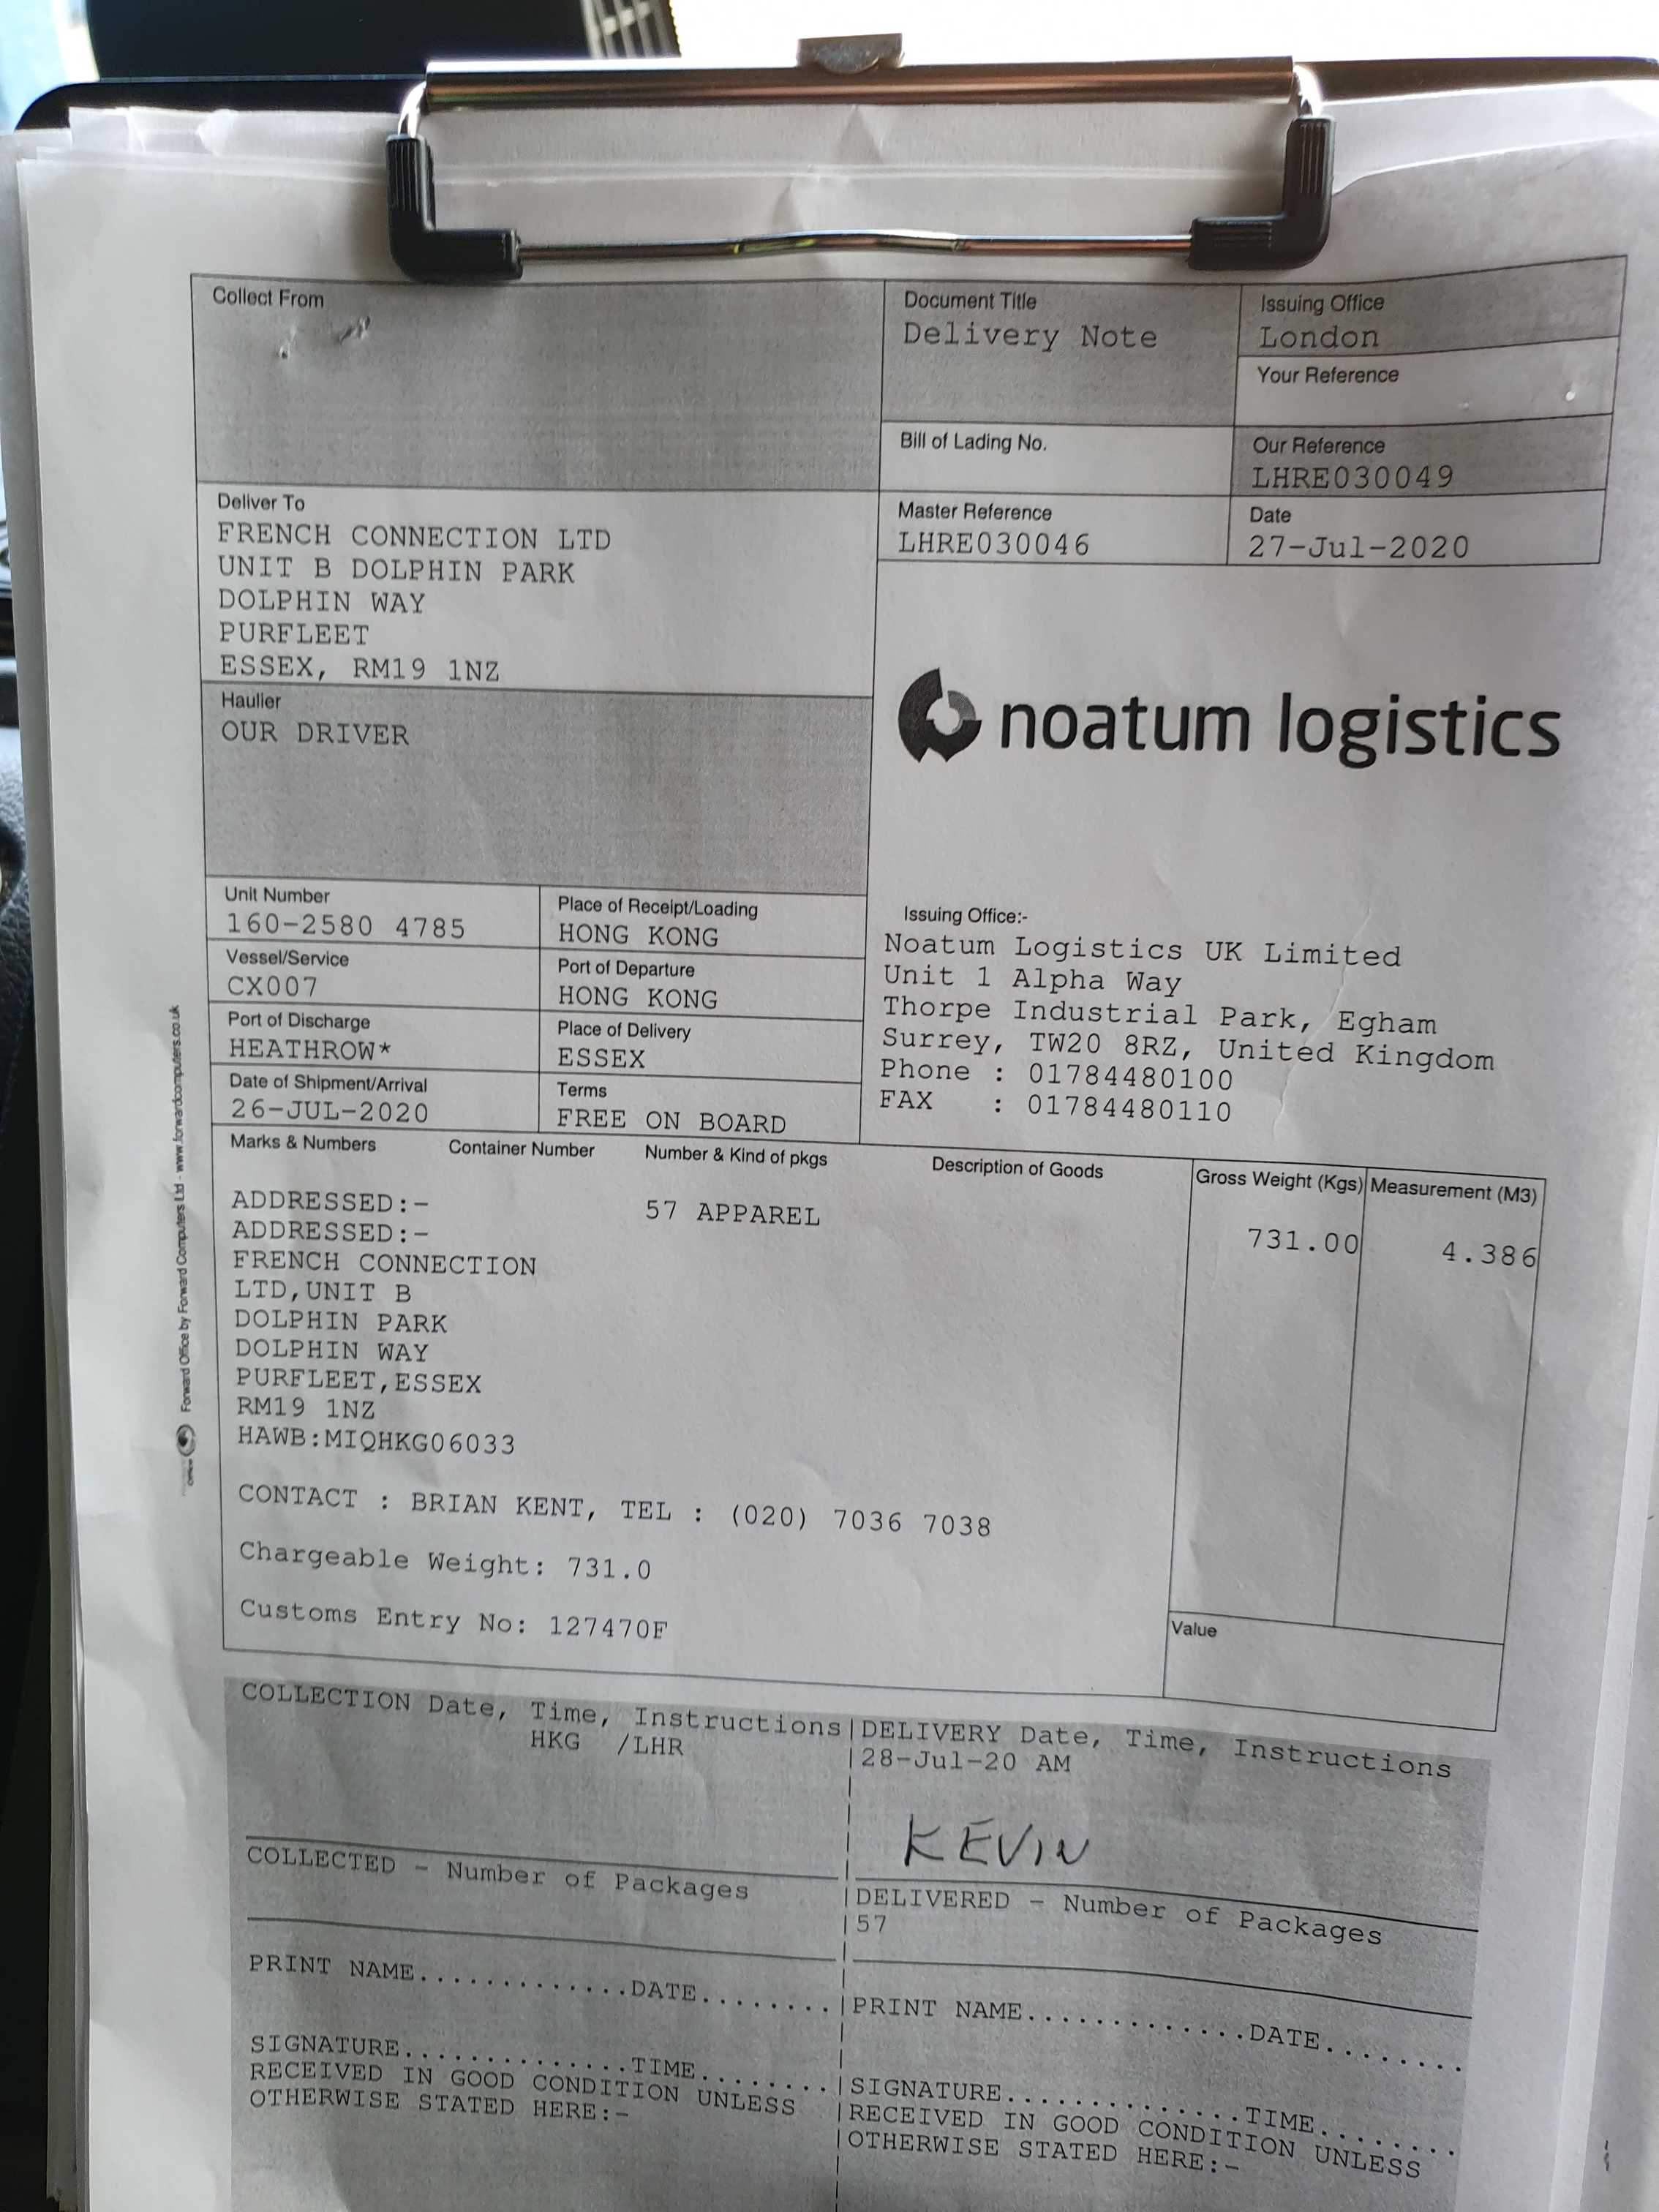 Collect From
Document Title
Delivery Note
Issuing Office
London
Your Reference
Bill of Lading No.
Our Reference
LHRE030049
Deliver To
FRENCH CONNECTION LTD
UNIT B DOLPHIN PARK
DOLPHIN WAY
PURFLEET
ESSEX, RM19 1NZ
Master Reference
LHRE030046
Date
27-Jul-2020
Haulier
OUR DRIVER
noatum logistics
Unit Number
160-2580 4785
Place of Receipt/Loading
HONG KONG
Vessel/Service
CX007
Port of Departure
HONG KONG
Port of Discharge
HEATHROW*
Place of Delivery
ESSEX
Date of Shipment/Arrival
26-JUL-2020
Terms
FREE ON BOARD
Issuing Office:-
Noatum Logistics UK Limited
Unit 1 Alpha Way
Thorpe Industrial Park, Egham
Surrey, TW20 8RZ, United Kingdom
Phone : 01784480100
FAX : 01784480110
Marks & Numbers Container Number Number & Kind of pkgs Description of Goods Gross Weight (Kgs) Measurement (M3)
ADDRESSED:- 57 APPAREL 731.00 4.386
ADDRESSED:-
FRENCH CONNECTION
LTD,UNIT B
DOLPHIN PARK
DOLPHIN WAY
PURFLEET,ESSEX
RM19 1NZ
HAWB:MIQHKG06033
CONTACT : BRIAN KENT, TEL : (020) 7036 7038
Chargeable Weight: 731.0
Customs Entry No: 127470F
Value
Forward Office by Forward Computers Ltd - www.forwardcomputers.co.uk
Office
COLLECTION Date, Time, Instructions
HKG /LHR
COLLECTED - Number of Packages
PRINT NAME.............DATE........
SIGNATURE..............TIME........
RECEIVED IN GOOD CONDITION UNLESS
OTHERWISE STATED HERE:-
DELIVERY Date, Time, Instructions
28-Jul-20 AM
KEVIN
DELIVERED - Number of Packages
57
PRINT NAME.............DATE........
SIGNATURE..............TIME........
RECEIVED IN GOOD CONDITION UNLESS
OTHERWISE STATED HERE:-